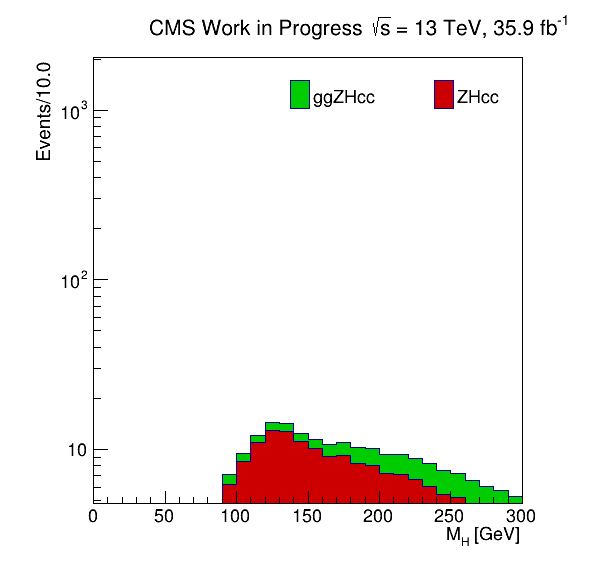 CMS Work in Progress √s = 13 TeV, 35.9 fb⁻¹
Events/10.0
ggZHcc ZHcc
10³
10²
10
0 50 100 150 200 250 300
M_H [GeV]